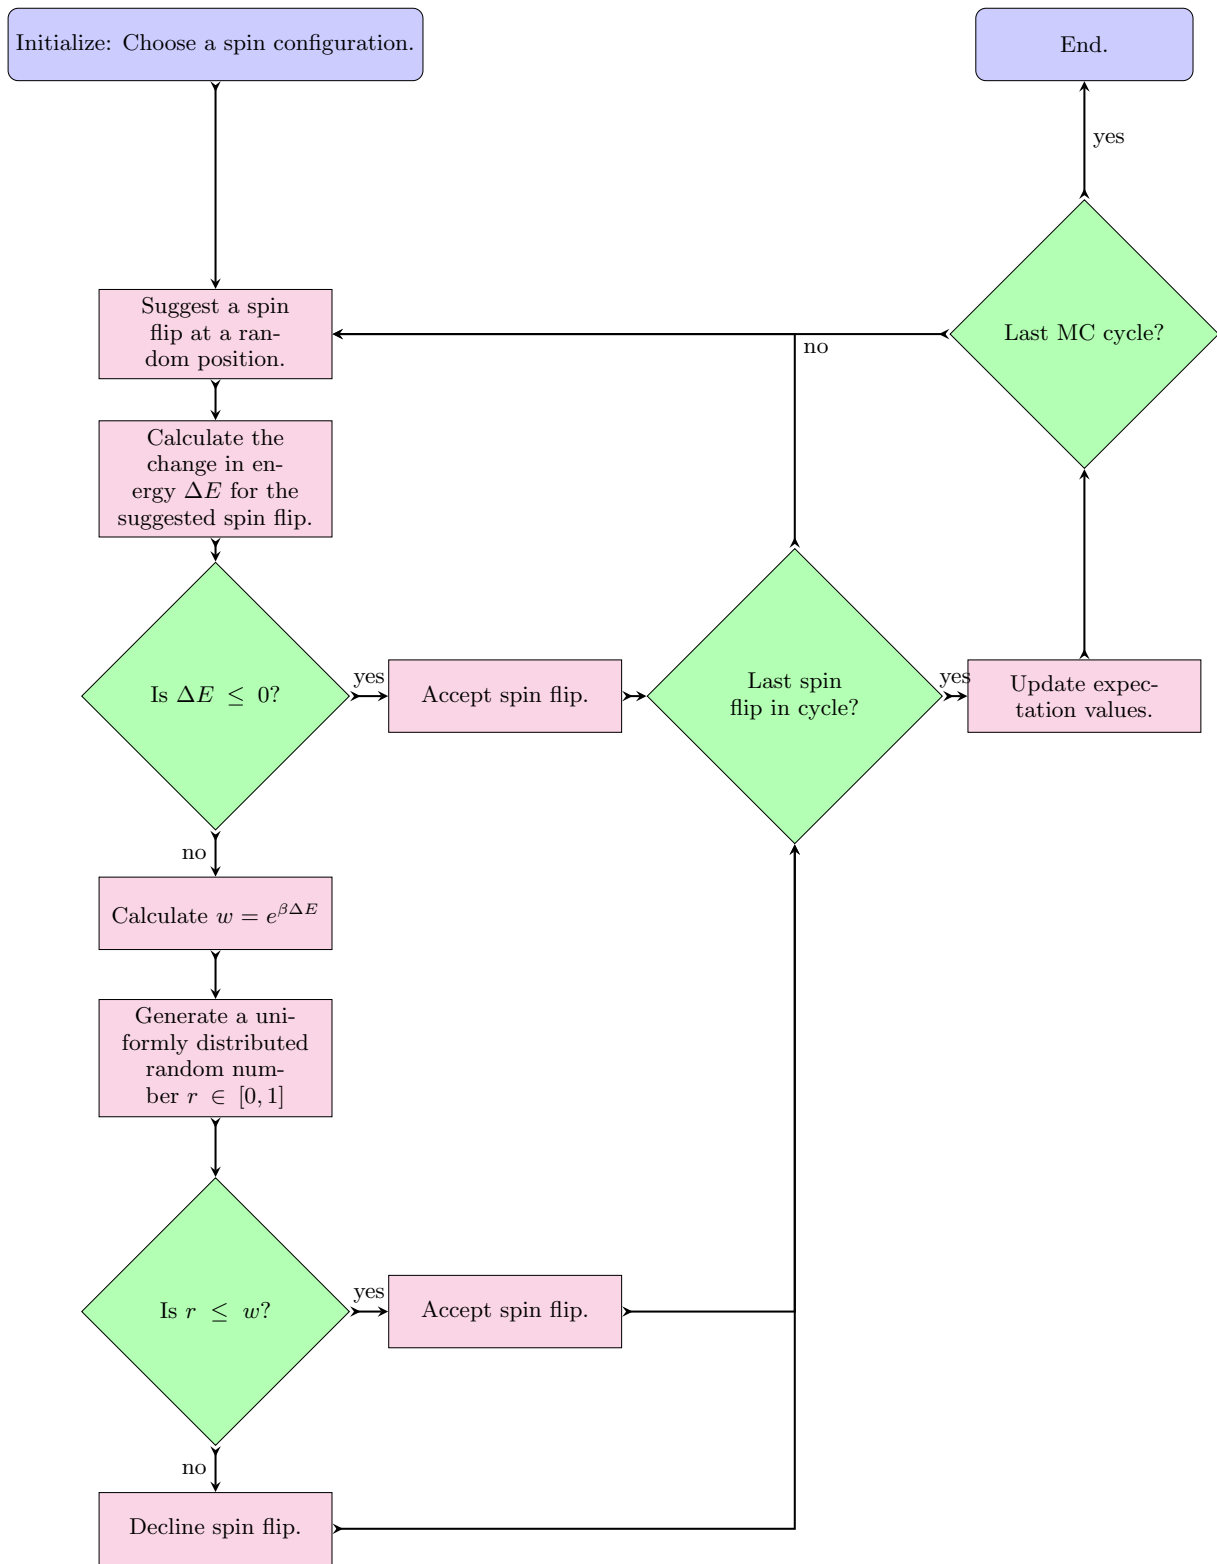 Initialize: Choose a spin configuration.
End.
yes
Suggest a spin
flip at a ran-
dom position.
Last MC cycle?
no
Calculate the
change in en-
ergy ΔE for the
suggested spin flip.
Is ΔE ≤ 0?
yes
Accept spin flip.
Last spin
flip in cycle?
yes
Update expec-
tation values.
no
Calculate w = e^{βΔE}
Generate a uni-
formly distributed
random num-
ber r ∈ [0, 1]
Is r ≤ w?
yes
Accept spin flip.
no
Decline spin flip.